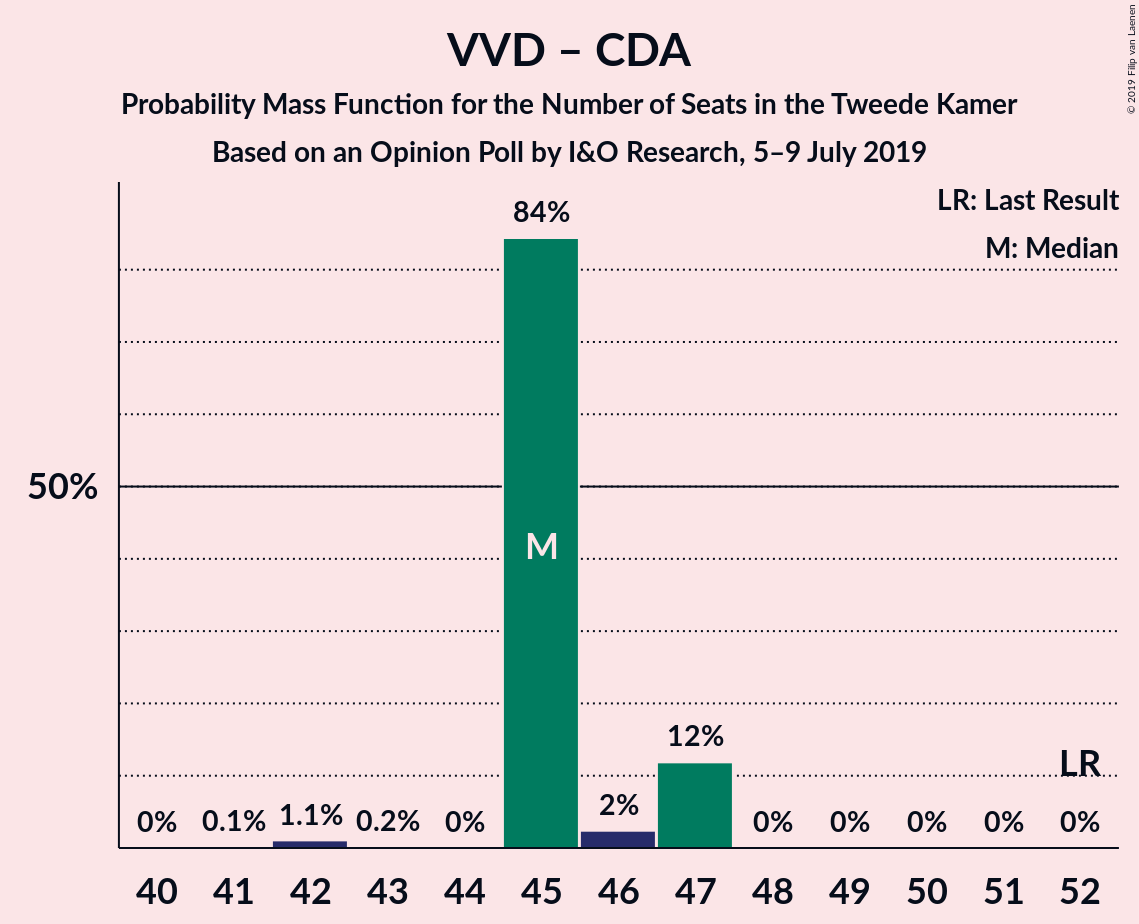 VVD – CDA
Probability Mass Function for the Number of Seats in the Tweede Kamer
Based on an Opinion Poll by I&O Research, 5–9 July 2019
© 2019 Filip van Laenen
LR: Last Result
M: Median
84%
50%
M
12%
LR
0% 0.1% 1.1% 0.2% 0% 2% 0% 0% 0% 0% 0%
40 41 42 43 44 45 46 47 48 49 50 51 52